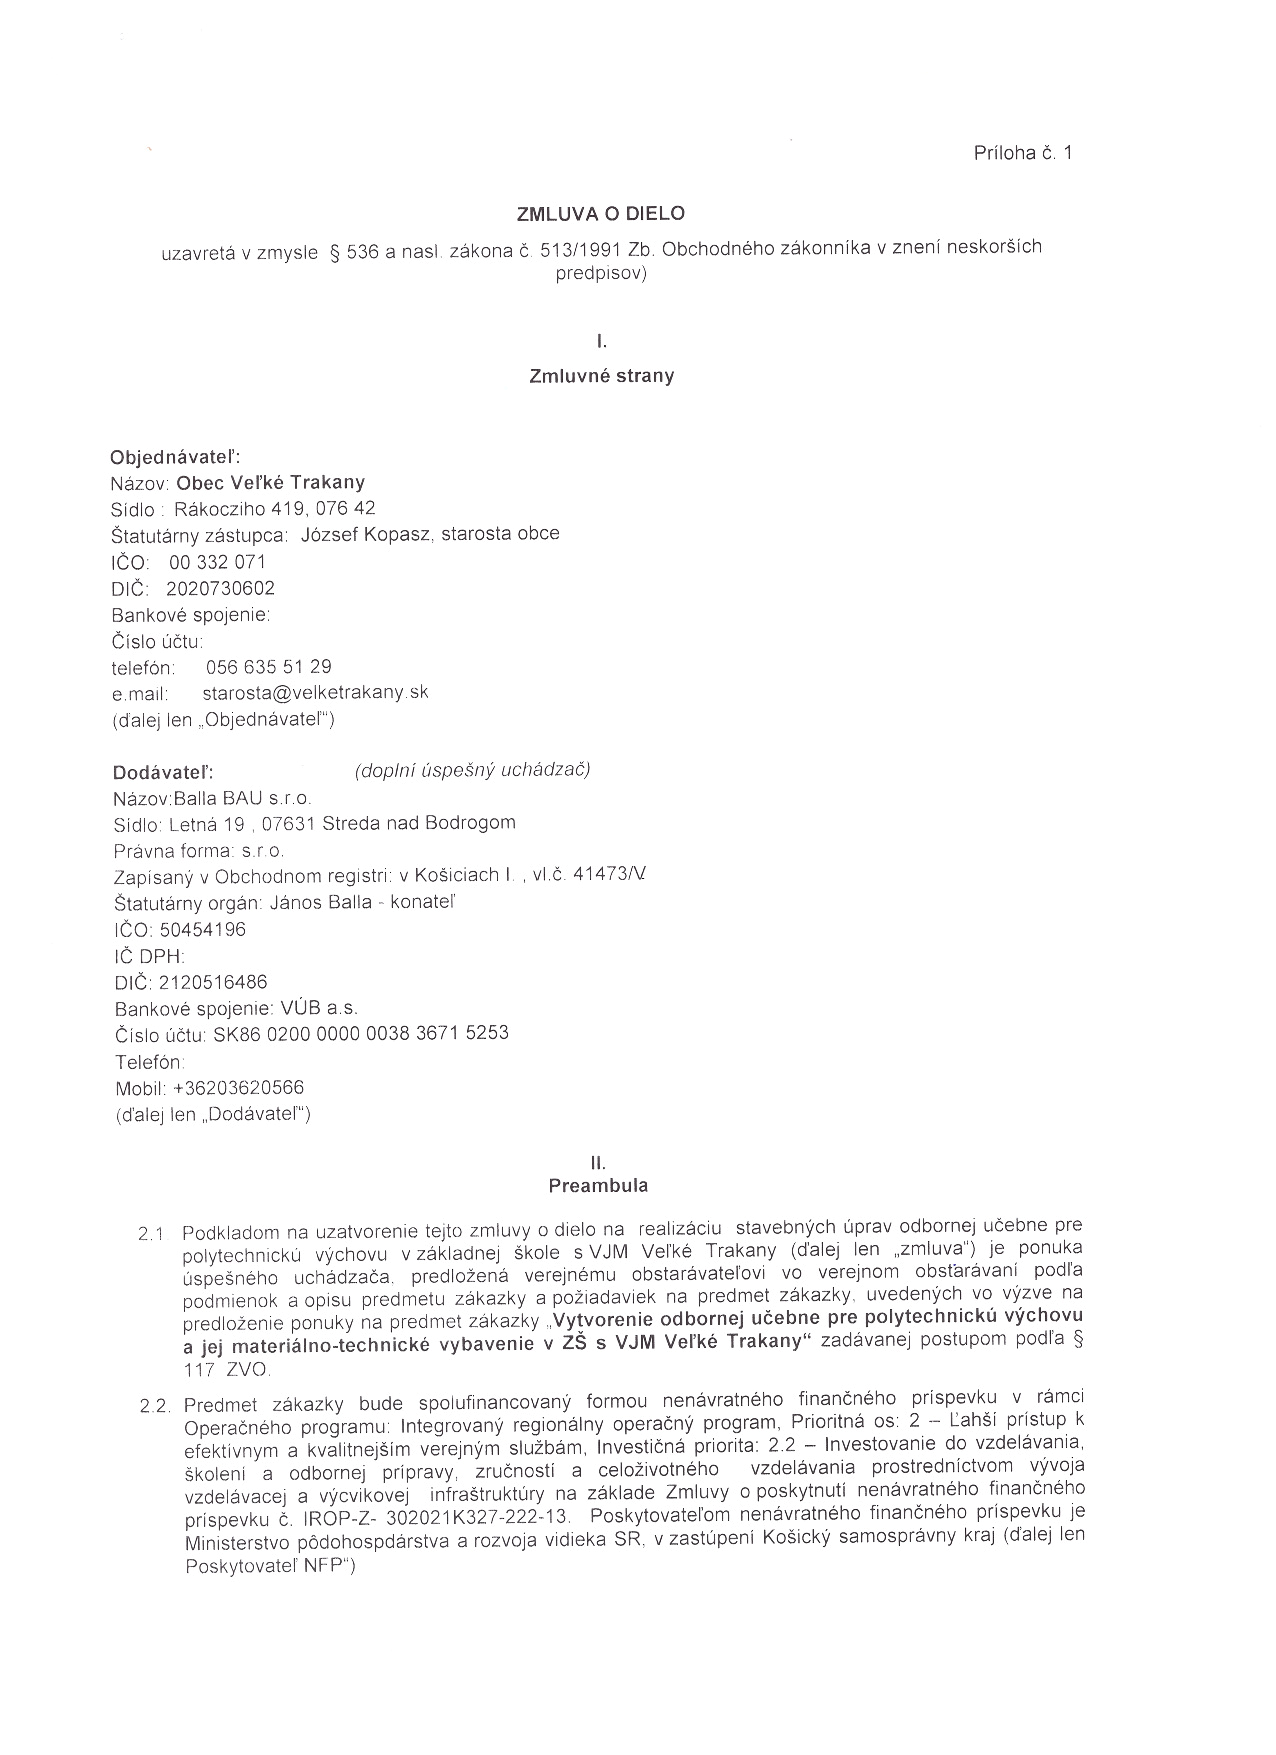 Príloha č. 1
ZMLUVA O DIELO
uzavretá v zmysle § 536 a nasl. zákona č. 513/1991 Zb. Obchodného zákonníka v znení neskorších
predpisov)
I.
Zmluvné strany
Objednávateľ:
Názov: Obec Veľké Trakany
Sídlo : Rákocziho 419, 076 42
Štatutárny zástupca: József Kopasz, starosta obce
IČO: 00 332 071
DIČ: 2020730602
Bankové spojenie:
Číslo účtu:
telefón: 056 635 51 29
e.mail: starosta@velketrakany.sk
(ďalej len „Objednávateľ“)
Dodávateľ: (doplní úspešný uchádzač)
Názov:Balla BAU s.r.o.
Sídlo: Letná 19 , 07631 Streda nad Bodrogom
Právna forma: s.r.o.
Zapísaný v Obchodnom registri: v Košiciach I. , vl.č. 41473/V
Štatutárny orgán: János Balla - konateľ
IČO: 50454196
IČ DPH:
DIČ: 2120516486
Bankové spojenie: VÚB a.s.
Číslo účtu: SK86 0200 0000 0038 3671 5253
Telefón:
Mobil: +36203620566
(ďalej len „Dodávateľ“)
II.
Preambula
2.1. Podkladom na uzatvorenie tejto zmluvy o dielo na realizáciu stavebných úprav odbornej učebne pre
polytechnickú výchovu v základnej škole s VJM Veľké Trakany (ďalej len „zmluva“) je ponuka
úspešného uchádzača, predložená verejnému obstarávateľovi vo verejnom obstarávaní podľa
podmienok a opisu predmetu zákazky a požiadaviek na predmet zákazky, uvedených vo výzve na
predloženie ponuky na predmet zákazky „Vytvorenie odbornej učebne pre polytechnickú výchovu
a jej materiálno-technické vybavenie v ZŠ s VJM Veľké Trakany“ zadávanej postupom podľa §
117 ZVO.
2.2. Predmet zákazky bude spolufinancovaný formou nenávratného finančného príspevku v rámci
Operačného programu: Integrovaný regionálny operačný program, Prioritná os: 2 – Ľahší prístup k
efektívnym a kvalitnejším verejným službám, Investičná priorita: 2.2 – Investovanie do vzdelávania,
školení a odbornej prípravy, zručností a celoživotného vzdelávania prostredníctvom vývoja
vzdelávacej a výcvikovej infraštruktúry na základe Zmluvy o poskytnutí nenávratného finančného
príspevku č. IROP-Z- 302021K327-222-13. Poskytovateľom nenávratného finančného príspevku je
Ministerstvo pôdohospdárstva a rozvoja vidieka SR, v zastúpení Košický samosprávny kraj (ďalej len
Poskytovateľ NFP“)